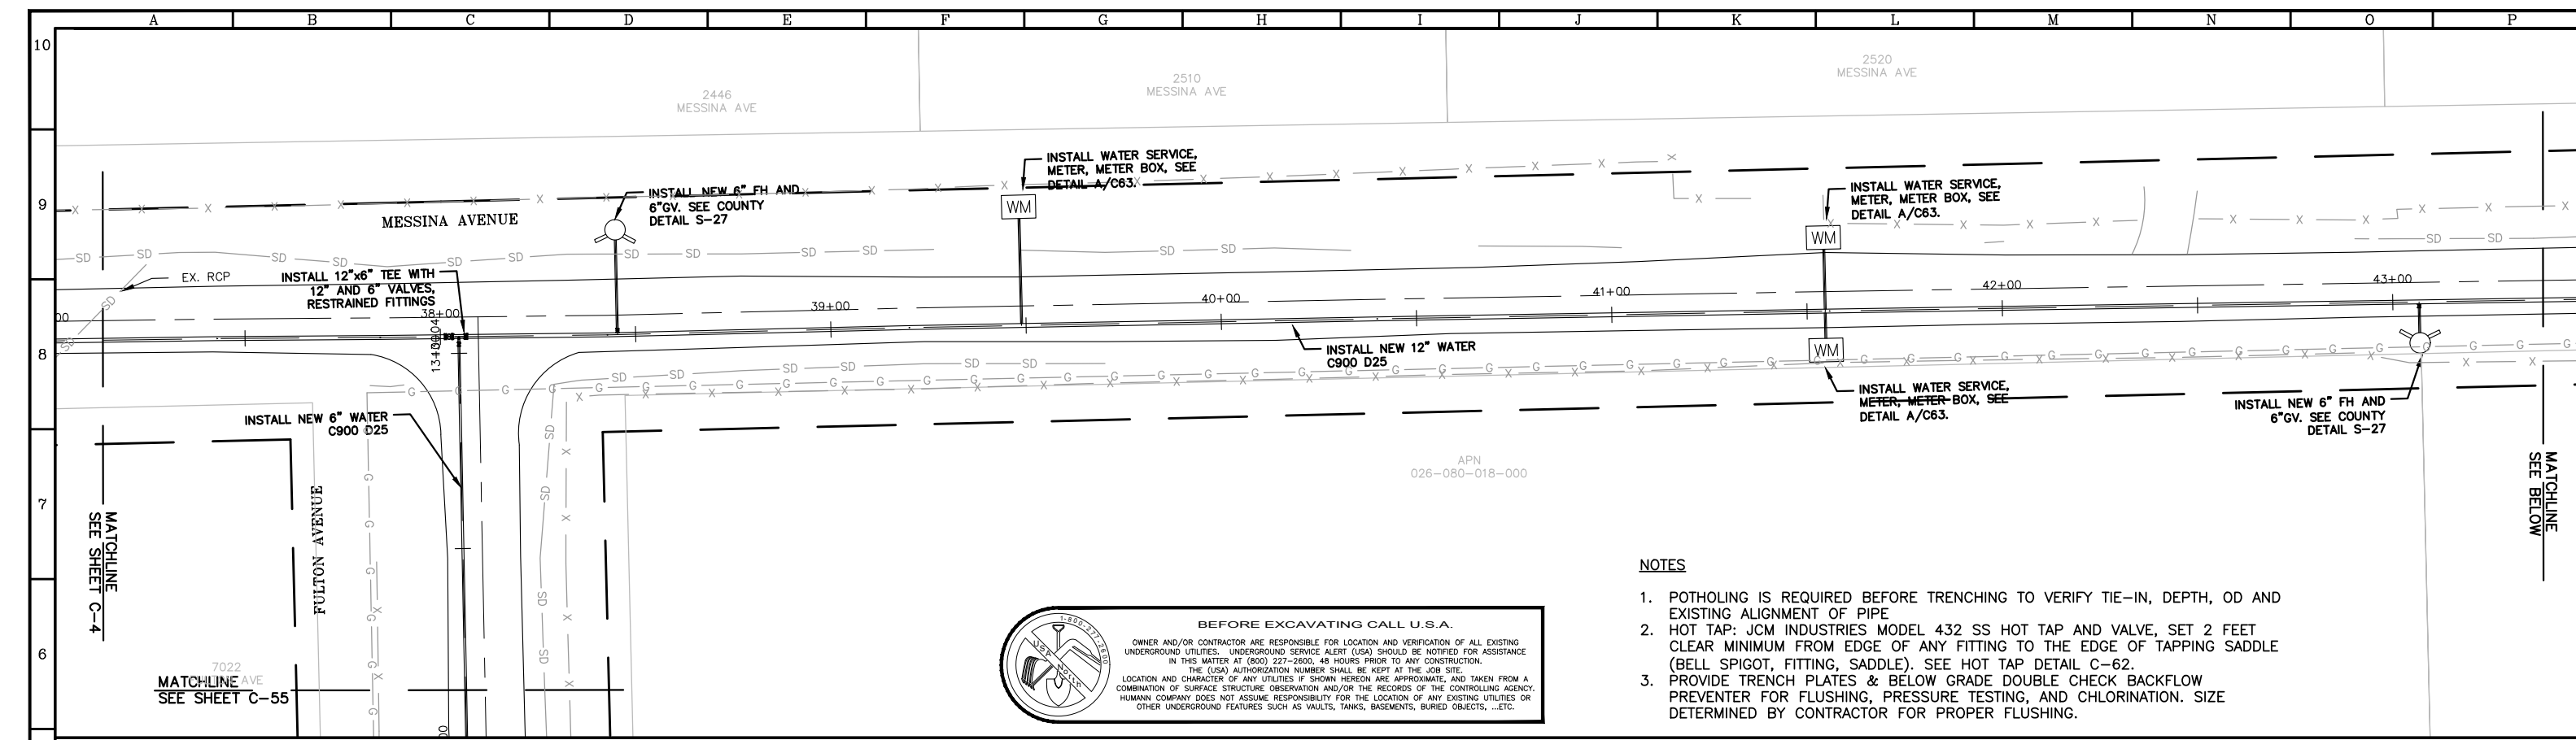 A B C D E F G H I J K L M N O P
10
9
8
7
6
2446
MESSINA AVE
2510
MESSINA AVE
2520
MESSINA AVE
MESSINA AVENUE
INSTALL NEW 6" FH AND
6"GV. SEE COUNTY
DETAIL S-27
INSTALL WATER SERVICE,
METER, METER BOX, SEE
DETAIL A/C63.
WM
INSTALL WATER SERVICE,
METER, METER BOX, SEE
DETAIL A/C63.
WM
EX. RCP
INSTALL 12"x6" TEE WITH
12" AND 6" VALVES,
RESTRAINED FITTINGS
38+00
39+00
40+00
41+00
42+00
43+00
00
INSTALL NEW 12" WATER
C900 D25
WM
INSTALL WATER SERVICE,
METER, METER BOX, SEE
DETAIL A/C63.
INSTALL NEW 6" FH AND
6"GV. SEE COUNTY
DETAIL S-27
INSTALL NEW 6" WATER
C900 D25
APN
026-080-018-000
FULTON AVENUE
MATCHLINE
SEE SHEET C-4
MATCHLINE
SEE BELOW
7022
MATCHLINE
SEE SHEET C-55
00
BEFORE EXCAVATING CALL U.S.A.
OWNER AND/OR CONTRACTOR ARE RESPONSIBLE FOR LOCATION AND VERIFICATION OF ALL EXISTING
UNDERGROUND UTILITIES. UNDERGROUND SERVICE ALERT (USA) SHOULD BE NOTIFIED FOR ASSISTANCE
IN THIS MATTER AT (800) 227-2600, 48 HOURS PRIOR TO ANY CONSTRUCTION.
THE (USA) AUTHORIZATION NUMBER SHALL BE KEPT AT THE JOB SITE.
LOCATION AND CHARACTER OF ANY UTILITIES IF SHOWN HEREON ARE APPROXIMATE, AND TAKEN FROM A
COMBINATION OF SURFACE STRUCTURE OBSERVATION AND/OR THE RECORDS OF THE CONTROLLING AGENCY.
HUMANN COMPANY DOES NOT ASSUME RESPONSIBILITY FOR THE LOCATION OF ANY EXISTING UTILITIES OR
OTHER UNDERGROUND FEATURES SUCH AS VAULTS, TANKS, BASEMENTS, BURIED OBJECTS, ...ETC.
USA North
NOTES
1. POTHOLING IS REQUIRED BEFORE TRENCHING TO VERIFY TIE-IN, DEPTH, OD AND
EXISTING ALIGNMENT OF PIPE
2. HOT TAP: JCM INDUSTRIES MODEL 432 SS HOT TAP AND VALVE, SET 2 FEET
CLEAR MINIMUM FROM EDGE OF ANY FITTING TO THE EDGE OF TAPPING SADDLE
(BELL SPIGOT, FITTING, SADDLE). SEE HOT TAP DETAIL C-62.
3. PROVIDE TRENCH PLATES & BELOW GRADE DOUBLE CHECK BACKFLOW
PREVENTER FOR FLUSHING, PRESSURE TESTING, AND CHLORINATION. SIZE
DETERMINED BY CONTRACTOR FOR PROPER FLUSHING.